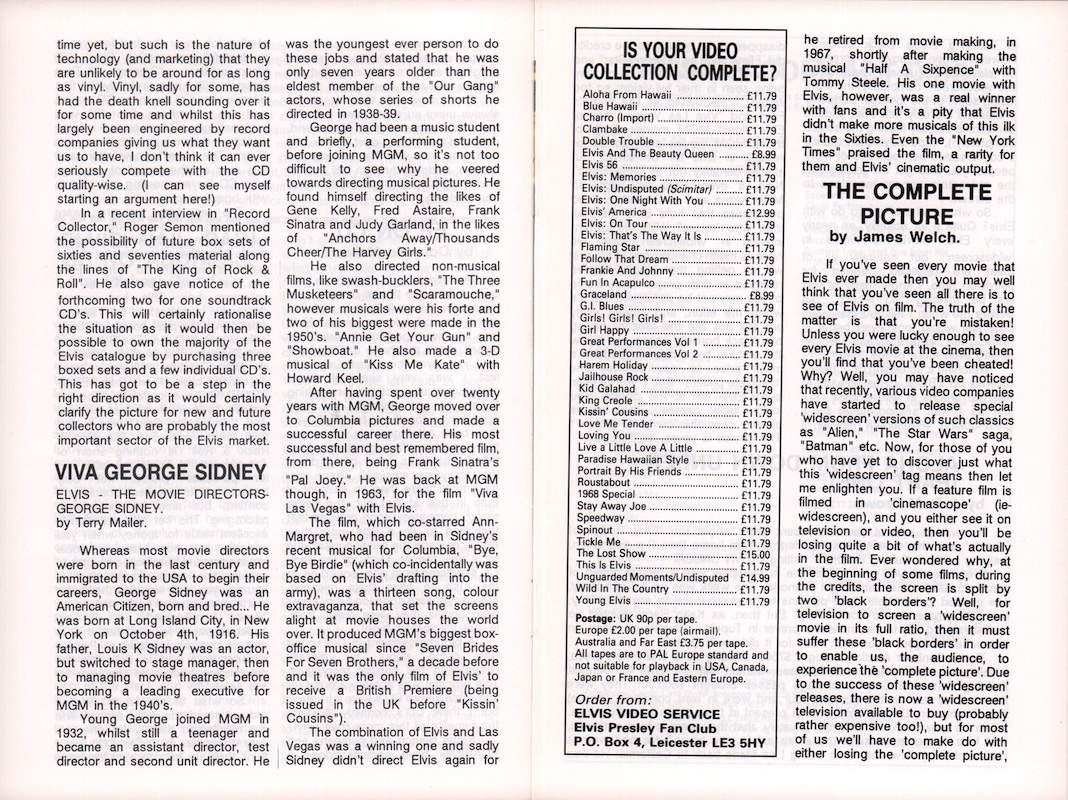 time yet, but such is the nature of
technology (and marketing) that they
are unlikely to be around for as long
as vinyl. Vinyl, sadly for some, has
had the death knell sounding over it
for some time and whilst this has
largely been engineered by record
companies giving us what they want
us to have, I don't think it can ever
seriously compete with the CD
quality-wise. (I can see myself
starting an argument here!)
In a recent interview in "Record
Collector," Roger Semon mentioned
the possibility of future box sets of
sixties and seventies material along
the lines of "The King of Rock &
Roll". He also gave notice of the
forthcoming two for one soundtrack
CD's. This will certainly rationalise
the situation as it would then be
possible to own the majority of the
Elvis catalogue by purchasing three
boxed sets and a few individual CD's.
This has got to be a step in the
right direction as it would certainly
clarify the picture for new and future
collectors who are probably the most
important sector of the Elvis market.
VIVA GEORGE SIDNEY
ELVIS - THE MOVIE DIRECTORS-
GEORGE SIDNEY.
by Terry Mailer.
Whereas most movie directors
were born in the last century and
immigrated to the USA to begin their
careers, George Sidney was an
American Citizen, born and bred... He
was born at Long Island City, in New
York on October 4th, 1916. His
father, Louis K Sidney was an actor,
but switched to stage manager, then
to managing movie theatres before
becoming a leading executive for
MGM in the 1940's.
Young George joined MGM in
1932, whilst still a teenager and
became an assistant director, test
director and second unit director. He
was the youngest ever person to do
these jobs and stated that he was
only seven years older than the
eldest member of the "Our Gang"
actors, whose series of shorts he
directed in 1938-39.
George had been a music student
and briefly, a performing student,
before joining MGM, so it's not too
difficult to see why he veered
towards directing musical pictures. He
found himself directing the likes of
Gene Kelly, Fred Astaire, Frank
Sinatra and Judy Garland, in the likes
of "Anchors Away/Thousands
Cheer/The Harvey Girls."
He also directed non-musical
films, like swash-bucklers, "The Three
Musketeers" and "Scaramouche,"
however musicals were his forte and
two of his biggest were made in the
1950's. "Annie Get Your Gun" and
"Showboat." He also made a 3-D
musical of "Kiss Me Kate" with
Howard Keel.
After having spent over twenty
years with MGM, George moved over
to Columbia pictures and made a
successful career there. His most
successful and best remembered film,
from there, being Frank Sinatra's
"Pal Joey." He was back at MGM
though, in 1963, for the film "Viva
Las Vegas" with Elvis.
The film, which co-starred Ann-
Margret, who had been in Sidney's
recent musical for Columbia, "Bye,
Bye Birdie" (which co-incidentally was
based on Elvis' drafting into the
army), was a thirteen song, colour
extravaganza, that set the screens
alight at movie houses the world
over. It produced MGM's biggest box-
office musical since "Seven Brides
For Seven Brothers," a decade before
and it was the only film of Elvis' to
receive a British Premiere (being
issued in the UK before "Kissin'
Cousins").
The combination of Elvis and Las
Vegas was a winning one and sadly
Sidney didn't direct Elvis again for
IS YOUR VIDEO
COLLECTION COMPLETE?
Aloha From Hawaii .................... £11.79
Blue Hawaii .............................. £11.79
Charro (Import) ......................... £11.79
Clambake ................................. £11.79
Double Trouble ......................... £11.79
Elvis And The Beauty Queen ....... £8.99
Elvis 56 .................................... £11.79
Elvis: Memories ........................ £11.79
Elvis: Undisputed (Scimitar) ........ £11.79
Elvis: One Night With You .......... £11.79
Elvis' America ........................... £12.99
Elvis: On Tour ........................... £11.79
Elvis: That's The Way It Is ........... £11.79
Flaming Star ............................. £11.79
Follow That Dream .................... £11.79
Frankie And Johnny ................... £11.79
Fun In Acapulco ........................ £11.79
Graceland ................................. £8.99
G.I. Blues .................................. £11.79
Girls! Girls! Girls! ....................... £11.79
Girl Happy ................................ £11.79
Great Performances Vol 1 ........... £11.79
Great Performances Vol 2 ........... £11.79
Harem Holiday .......................... £11.79
Jailhouse Rock .......................... £11.79
Kid Galahad .............................. £11.79
King Creole ............................... £11.79
Kissin' Cousins .......................... £11.79
Love Me Tender ........................ £11.79
Loving You ............................... £11.79
Live a Little Love A Little ............ £11.79
Paradise Hawaiian Style ............. £11.79
Portrait By His Friends ............... £11.79
Roustabout ............................... £11.79
1968 Special ............................. £11.79
Stay Away Joe .......................... £11.79
Speedway ................................. £11.79
Spinout ..................................... £11.79
Tickle Me .................................. £11.79
The Lost Show .......................... £15.00
This Is Elvis .............................. £11.79
Unguarded Moments/Undisputed £14.99
Wild In The Country .................. £11.79
Young Elvis .............................. £11.79
Postage: UK 90p per tape.
Europe £2.00 per tape (airmail).
Australia and Far East £3.75 per tape.
All tapes are to PAL Europe standard and
not suitable for playback in USA, Canada,
Japan or France and Eastern Europe.
Order from:
ELVIS VIDEO SERVICE
Elvis Presley Fan Club
P.O. Box 4, Leicester LE3 5HY
he retired from movie making, in
1967, shortly after making the
musical "Half A Sixpence" with
Tommy Steele. His one movie with
Elvis, however, was a real winner
with fans and it's a pity that Elvis
didn't make more musicals of this ilk
in the Sixties. Even the "New York
Times" praised the film, a rarity for
them and Elvis' cinematic output.
THE COMPLETE
PICTURE
by James Welch.
If you've seen every movie that
Elvis ever made then you may well
think that you've seen all there is to
see of Elvis on film. The truth of the
matter is that you're mistaken!
Unless you were lucky enough to see
every Elvis movie at the cinema, then
you'll find that you've been cheated!
Why? Well, you may have noticed
that recently, various video companies
have started to release special
'widescreen' versions of such classics
as "Alien," "The Star Wars" saga,
"Batman" etc. Now, for those of you
who have yet to discover just what
this 'widescreen' tag means then let
me enlighten you. If a feature film is
filmed in 'cinemascope' (ie-
widescreen), and you either see it on
television or video, then you'll be
losing quite a bit of what's actually
in the film. Ever wondered why, at
the beginning of some films, during
the credits, the screen is split by
two 'black borders'? Well, for
television to screen a 'widescreen'
movie in its full ratio, then it must
suffer these 'black borders' in order
to enable us, the audience, to
experience the 'complete picture'. Due
to the success of these 'widescreen'
releases, there is now a 'widescreen'
television available to buy (probably
rather expensive too!), but for most
of us we'll have to make do with
either losing the 'complete picture',